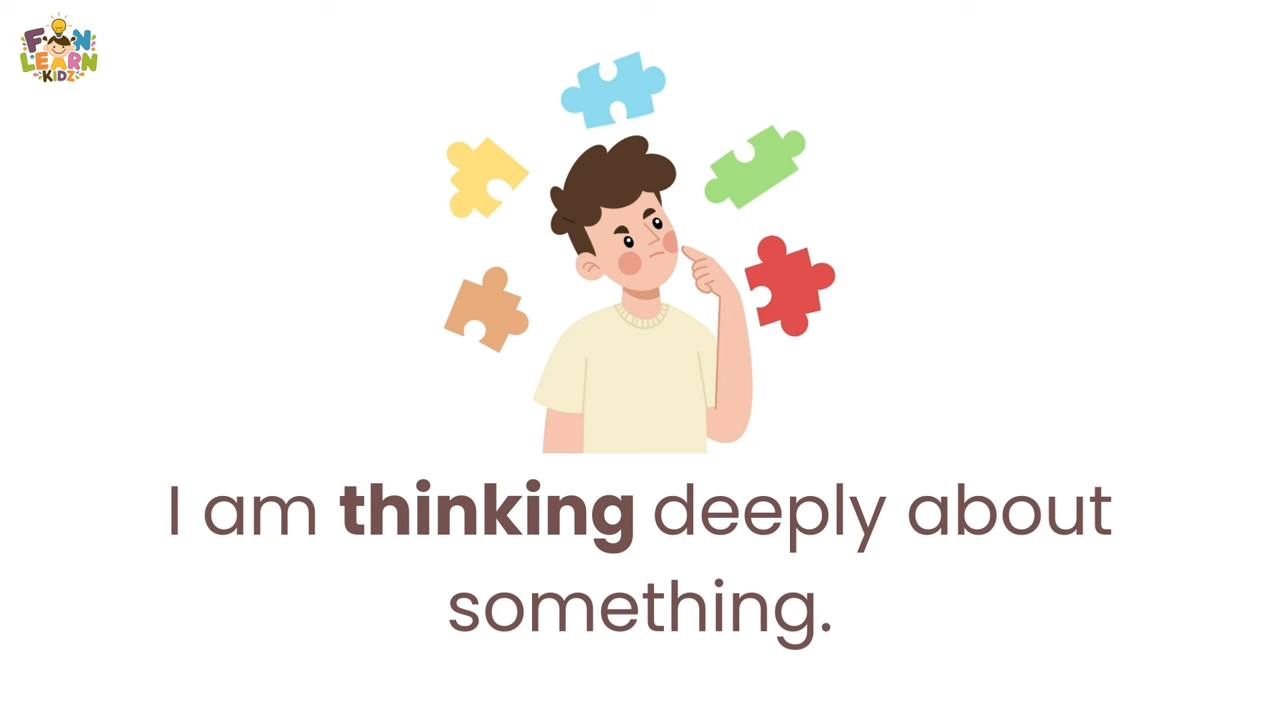 FUN
LEARN
KIDZ
I am thinking deeply about
something.